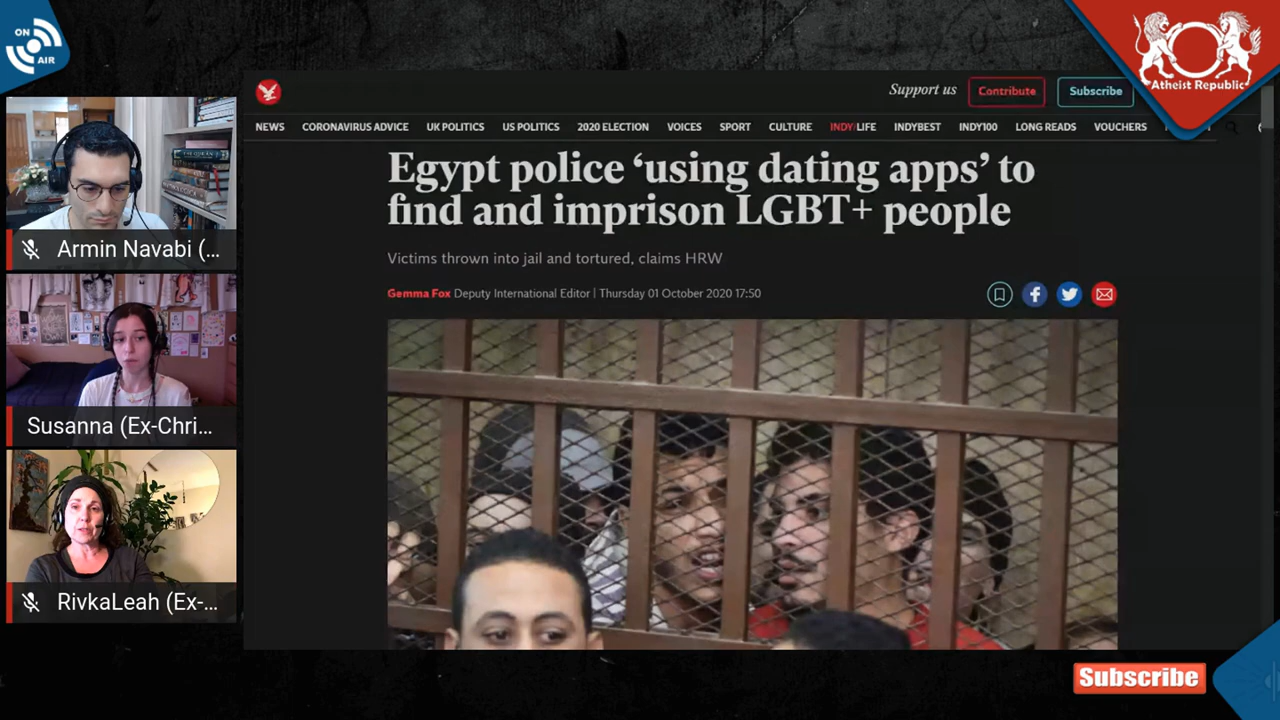 ON
AIR
Atheist Republic
Support us
Contribute
Subscribe
NEWS CORONAVIRUS ADVICE UK POLITICS US POLITICS 2020 ELECTION VOICES SPORT CULTURE INDY/LIFE INDYBEST INDY100 LONG READS VOUCHERS
Egypt police ‘using dating apps’ to
find and imprison LGBT+ people
Victims thrown into jail and tortured, claims HRW
Gemma Fox Deputy International Editor | Thursday 01 October 2020 17:50
Armin Navabi (...
Susanna (Ex-Chri...
RivkaLeah (Ex-...
Subscribe